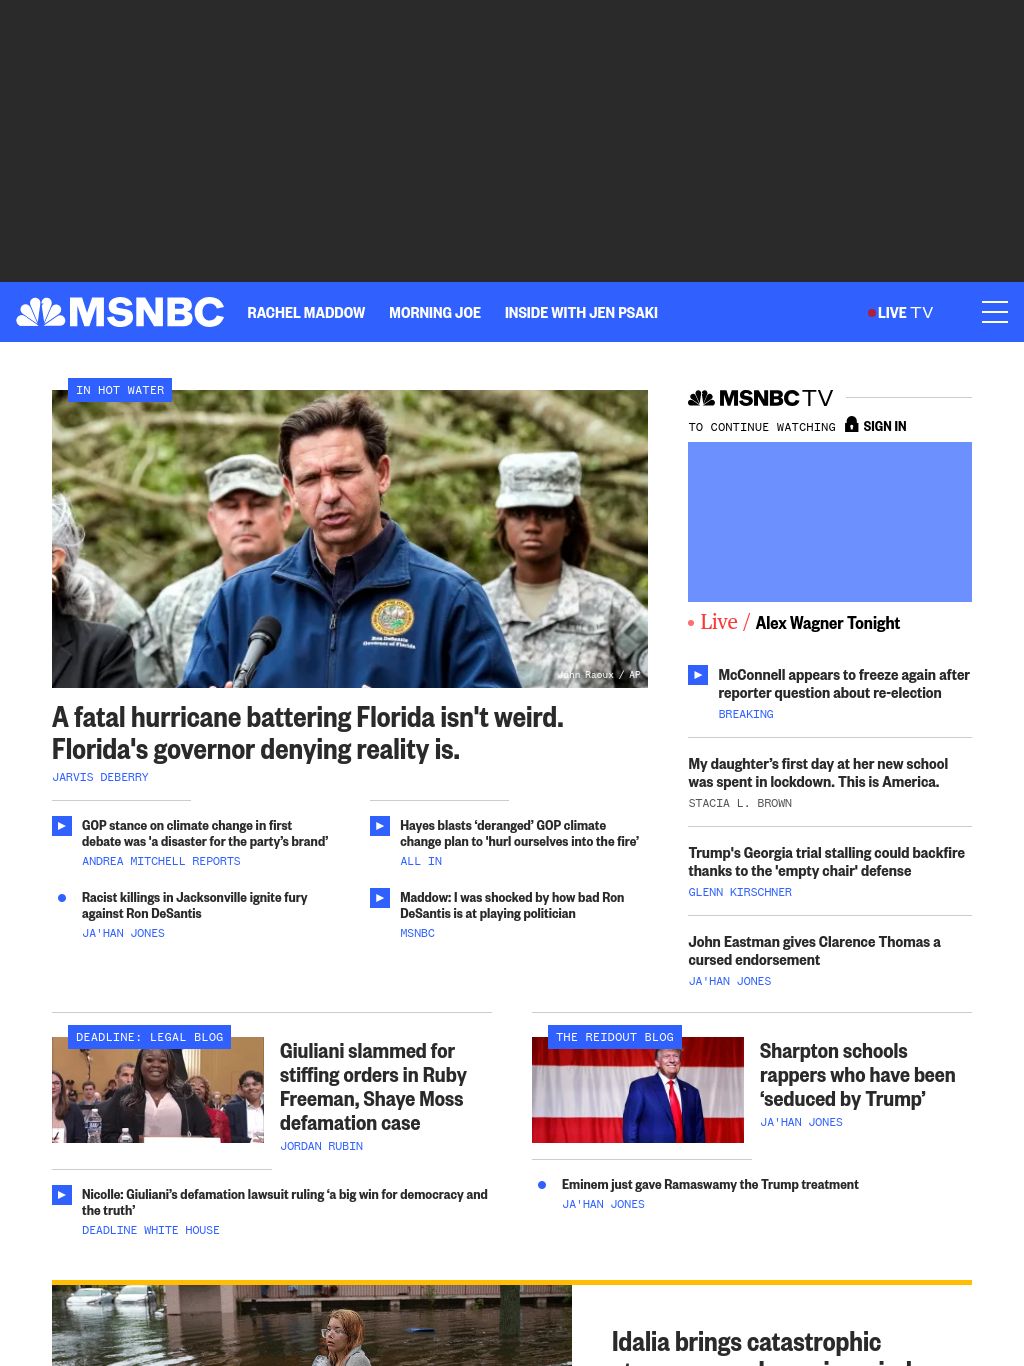 MSNBC
RACHEL MADDOW
MORNING JOE
INSIDE WITH JEN PSAKI
LIVE TV
IN HOT WATER
Ron DeSantis
Governor of Florida
John Raoux / AP
A fatal hurricane battering Florida isn't weird.
Florida's governor denying reality is.
JARVIS DEBERRY
GOP stance on climate change in first
debate was 'a disaster for the party’s brand’
ANDREA MITCHELL REPORTS
Racist killings in Jacksonville ignite fury
against Ron DeSantis
JA'HAN JONES
Hayes blasts ‘deranged’ GOP climate
change plan to 'hurl ourselves into the fire’
ALL IN
Maddow: I was shocked by how bad Ron
DeSantis is at playing politician
MSNBC
MSNBC TV
TO CONTINUE WATCHING SIGN IN
Live / Alex Wagner Tonight
McConnell appears to freeze again after
reporter question about re-election
BREAKING
My daughter’s first day at her new school
was spent in lockdown. This is America.
STACIA L. BROWN
Trump's Georgia trial stalling could backfire
thanks to the 'empty chair' defense
GLENN KIRSCHNER
John Eastman gives Clarence Thomas a
cursed endorsement
JA'HAN JONES
DEADLINE: LEGAL BLOG
Giuliani slammed for
stiffing orders in Ruby
Freeman, Shaye Moss
defamation case
JORDAN RUBIN
Nicolle: Giuliani’s defamation lawsuit ruling ‘a big win for democracy and
the truth’
DEADLINE WHITE HOUSE
THE REIDOUT BLOG
Sharpton schools
rappers who have been
‘seduced by Trump’
JA'HAN JONES
Eminem just gave Ramaswamy the Trump treatment
JA'HAN JONES
Idalia brings catastrophic